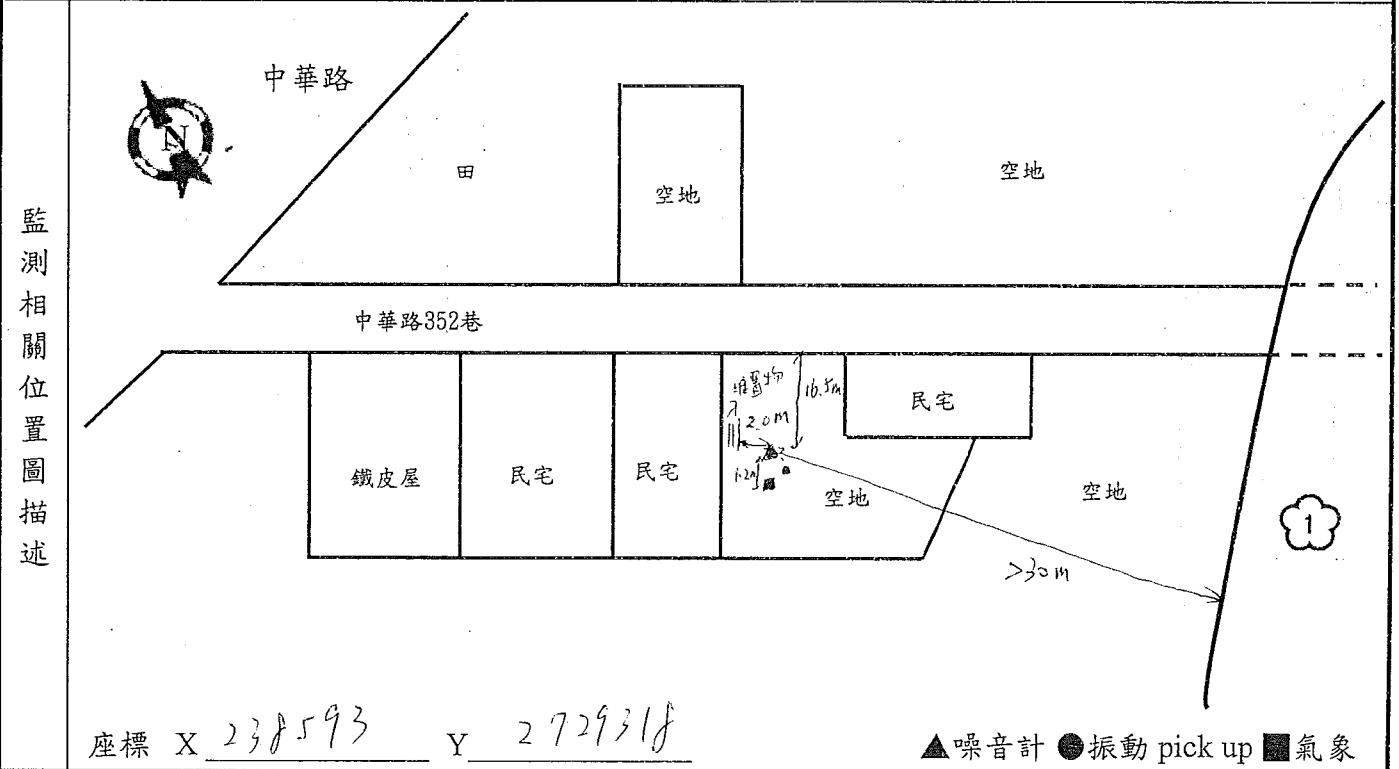 監測相關位置圖描述
中華路
N
田
空地
空地
中華路352巷
堆置物
16.5m
2.0m
1.2m
鐵皮屋
民宅
民宅
民宅
空地
空地
1
>30m
座標 X 238593 Y 2729318
▲噪音計 ●振動 pick up ■氣象